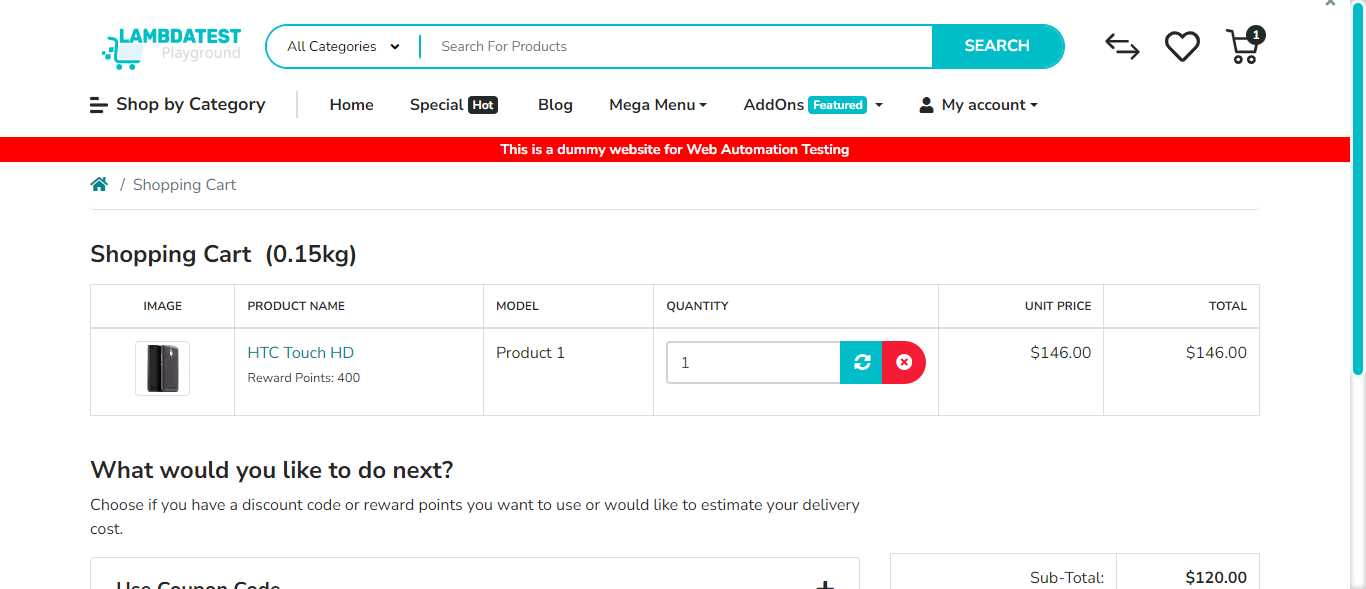 LAMBDATEST
Playground
All Categories
Search For Products
SEARCH
1
Shop by Category
Home
Special Hot
Blog
Mega Menu
AddOns Featured
My account
This is a dummy website for Web Automation Testing
/ Shopping Cart
Shopping Cart (0.15kg)
IMAGE PRODUCT NAME MODEL QUANTITY UNIT PRICE TOTAL
HTC Touch HD Product 1 1 $146.00 $146.00
Reward Points: 400
What would you like to do next?
Choose if you have a discount code or reward points you want to use or would like to estimate your delivery
cost.
Use Coupon Code
Sub-Total: $120.00